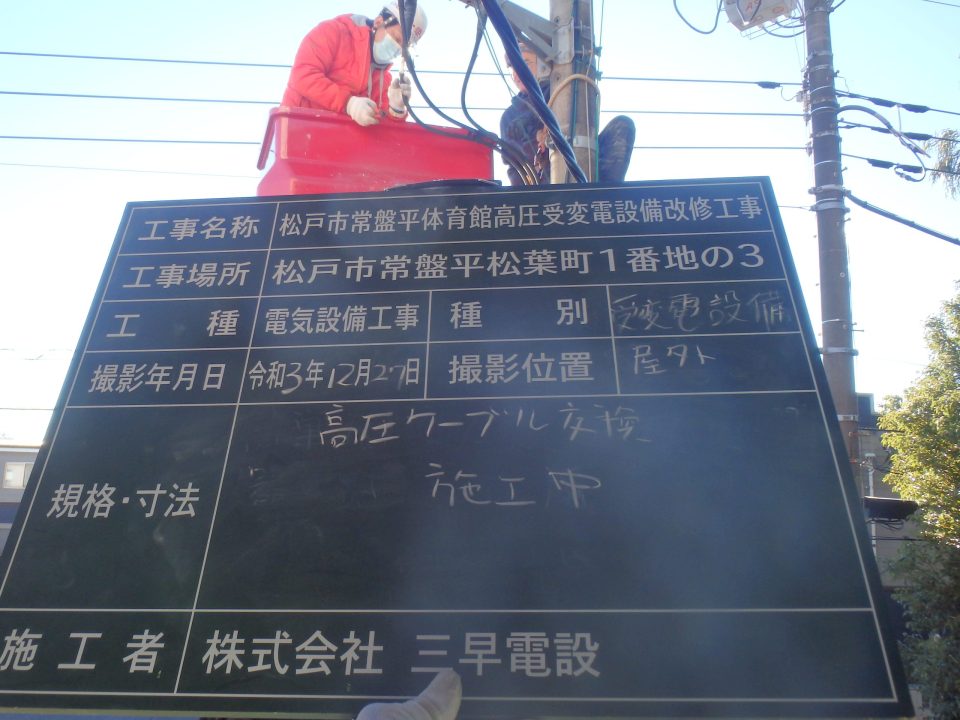 工事名称 松戸市常盤平体育館高圧受変電設備改修工事
工事場所 松戸市常盤平松葉町1番地の3
工種 電気設備工事 種別 受変電設備
撮影年月日 令和3年12月27日 撮影位置 屋外
規格・寸法 高圧ケーブル交換
施工中
施工者 株式会社 三早電設